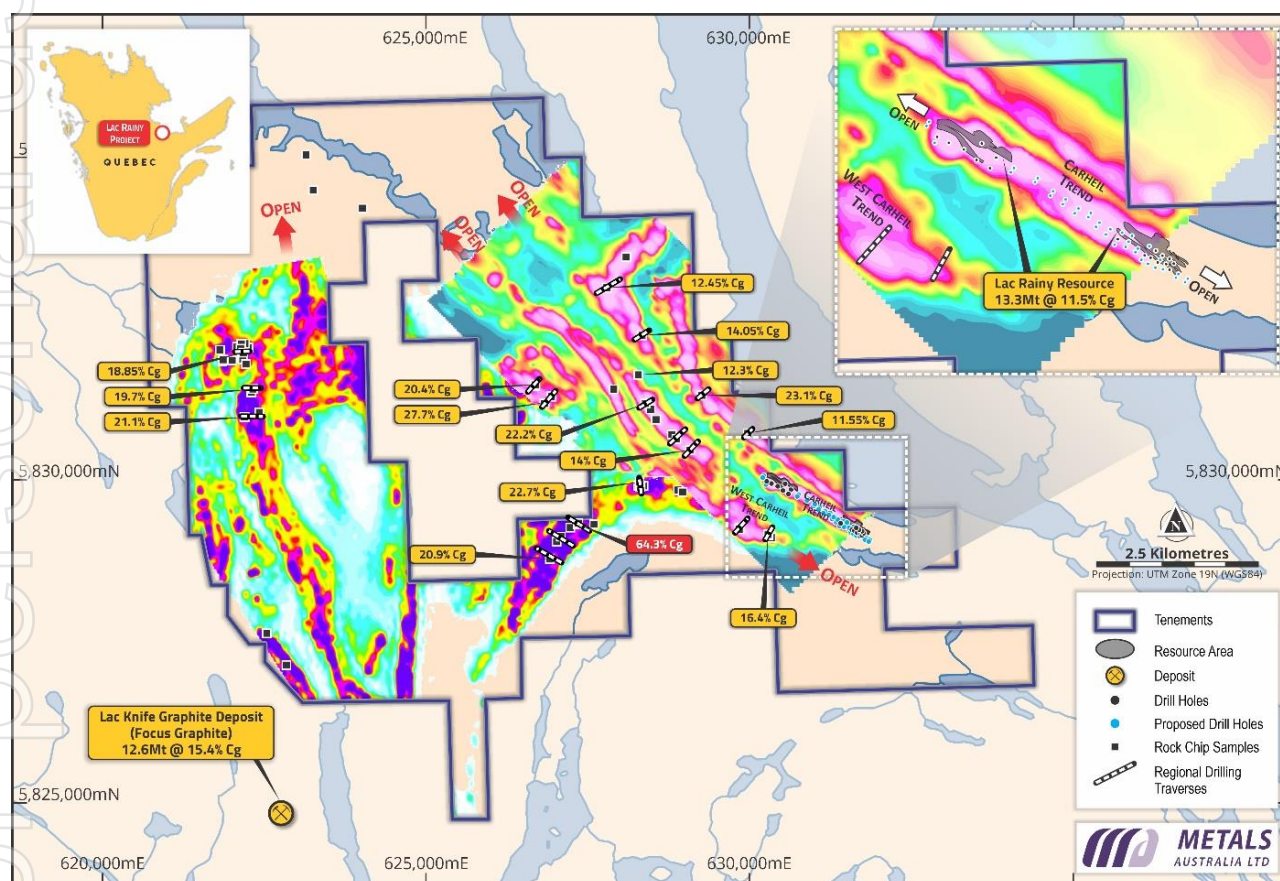 625,000mE
630,000mE
LAC RAINY
PROJECT
QUEBEC
OPEN
OPEN
OPEN
OPEN
CARHEIL
TREND
WEST CARHEIL
TREND
Lac Rainy Resource
13.3Mt @ 11.5% Cg
OPEN
12.45% Cg
14.05% Cg
12.3% Cg
23.1% Cg
11.55% Cg
18.85% Cg
19.7% Cg
21.1% Cg
20.4% Cg
27.7% Cg
22.2% Cg
14% Cg
22.7% Cg
20.9% Cg
64.3% Cg
16.4% Cg
WEST CARHEIL
TREND
CARHEIL
TREND
OPEN
5,830,000mN
5,830,000mN
N
2.5 Kilometres
Projection: UTM Zone 19N (WGS84)
Tenements
Resource Area
Deposit
Drill Holes
Proposed Drill Holes
Rock Chip Samples
Regional Drilling
Traverses
Lac Knife Graphite Deposit
(Focus Graphite)
12.6Mt @ 15.4% Cg
5,825,000mN
620,000mE
625,000mE
630,000mE
METALS
AUSTRALIA LTD